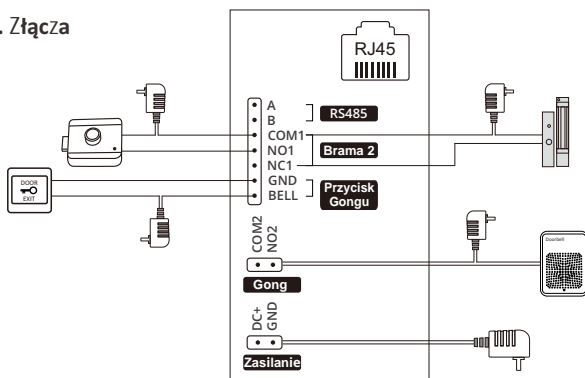 . Złącza
RJ45
A
B
RS485
COM1
NO1
Brama 2
NC1
GND
Przycisk
Gongu
BELL
DOOR
EXIT
COM2
NO2
Gong
Doorbell
DC+
GND
Zasilanie